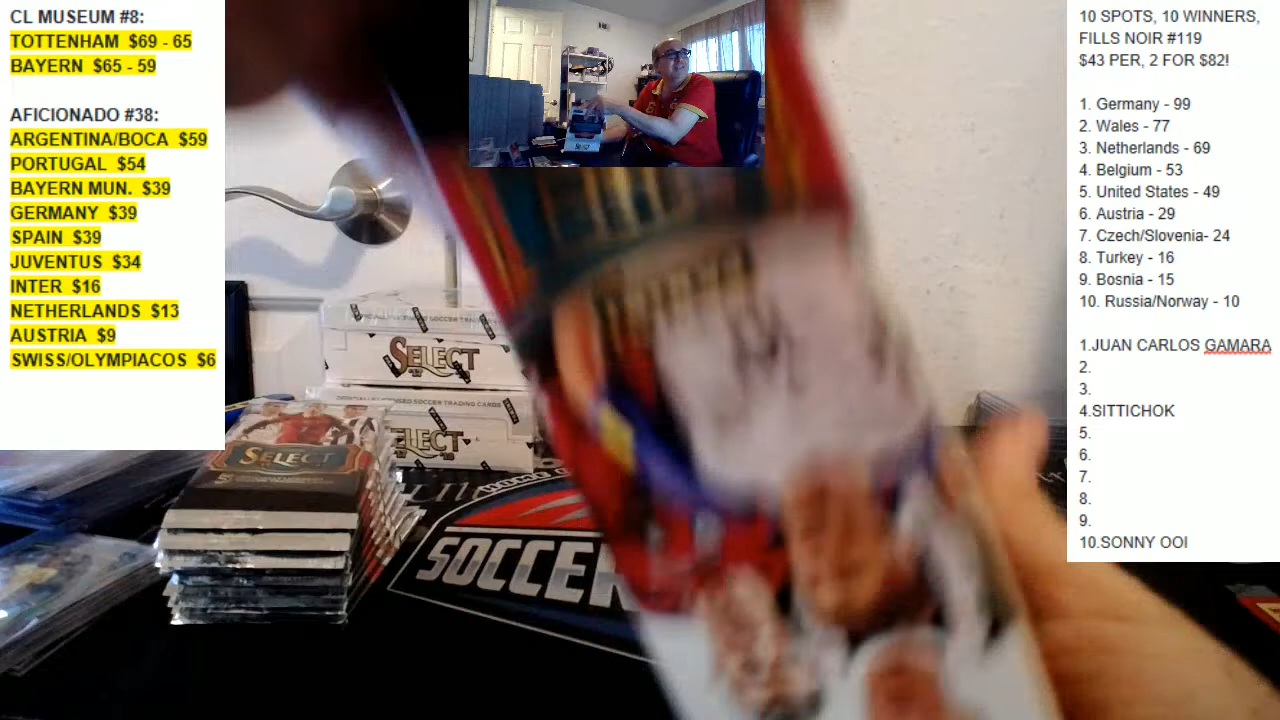 CL MUSEUM #8:
TOTTENHAM $69 - 65
BAYERN $65 - 59
AFICIONADO #38:
ARGENTINA/BOCA $59
PORTUGAL $54
BAYERN MUN. $39
GERMANY $39
SPAIN $39
JUVENTUS $34
INTER $16
NETHERLANDS $13
AUSTRIA $9
SWISS/OLYMPIACOS $6
SELECT
SELECT
SELECT
SOCCER
10 SPOTS, 10 WINNERS,
FILLS NOIR #119
$43 PER, 2 FOR $82!
1. Germany - 99
2. Wales - 77
3. Netherlands - 69
4. Belgium - 53
5. United States - 49
6. Austria - 29
7. Czech/Slovenia- 24
8. Turkey - 16
9. Bosnia - 15
10. Russia/Norway - 10
1.JUAN CARLOS GAMARA
2.
3.
4.SITTICHOK
5.
6.
7.
8.
9.
10.SONNY OOI